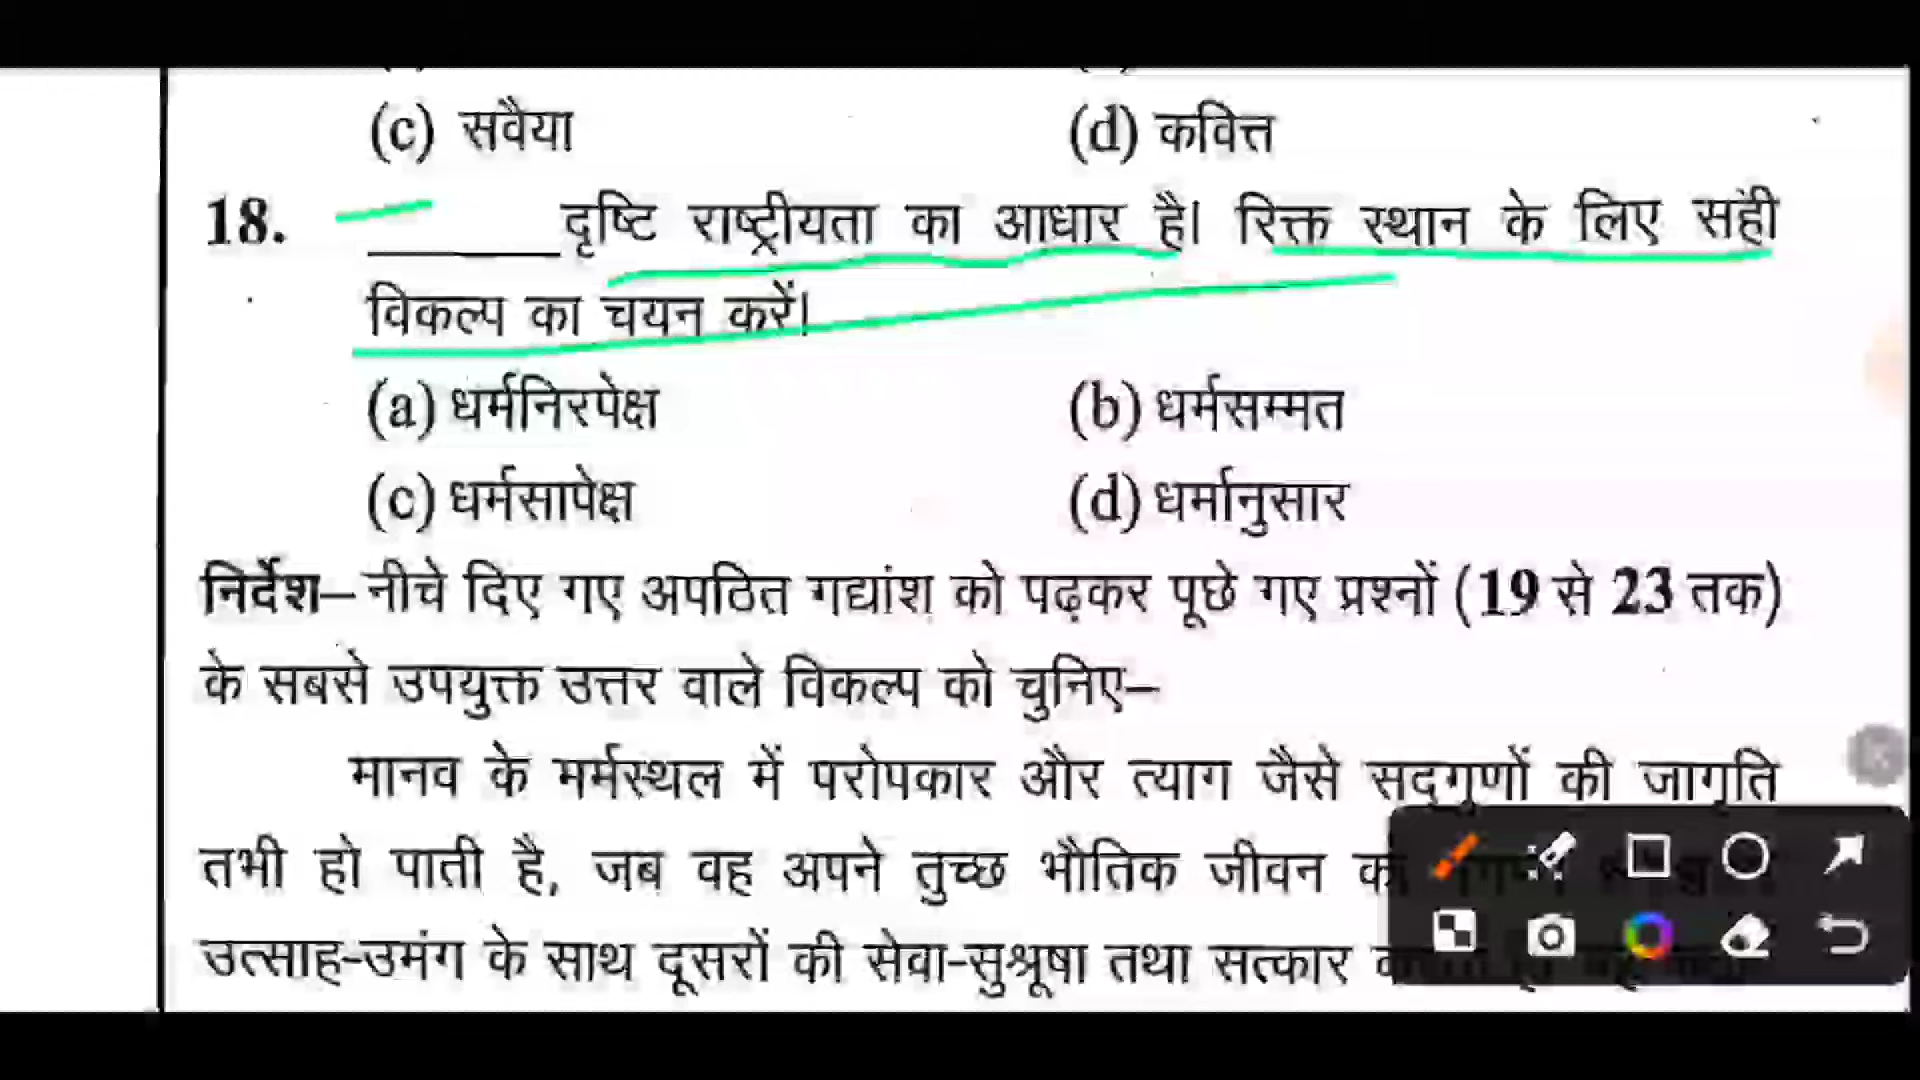 (c) सवैया (d) कवित्त
18. ______दृष्टि राष्ट्रीयता का आधार है। रिक्त स्थान के लिए सही
विकल्प का चयन करें।
(a) धर्मनिरपेक्ष (b) धर्मसम्मत
(c) धर्मसापेक्ष (d) धर्मानुसार
निर्देश– नीचे दिए गए अपठित गद्यांश को पढ़कर पूछे गए प्रश्नों (19 से 23 तक)
के सबसे उपयुक्त उत्तर वाले विकल्प को चुनिए–
मानव के मर्मस्थल में परोपकार और त्याग जैसे सद्गुणों की जागृति
तभी हो पाती है, जब वह अपने तुच्छ भौतिक जीवन
उत्साह-उमंग के साथ दूसरों की सेवा-सुश्रूषा तथा सत्कार